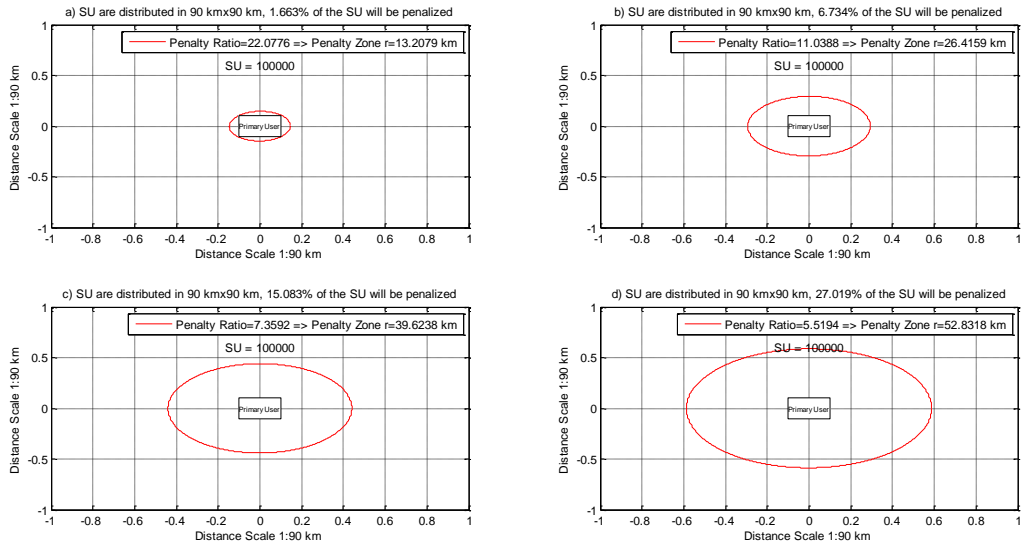 a) SU are distributed in 90 kmx90 km, 1.663% of the SU will be penalized
Penalty Ratio=22.0776 => Penalty Zone r=13.2079 km
SU = 100000
Primary User
1
0.5
0
-0.5
-1
-1 -0.8 -0.6 -0.4 -0.2 0 0.2 0.4 0.6 0.8 1
Distance Scale 1:90 km
Distance Scale 1:90 km
b) SU are distributed in 90 kmx90 km, 6.734% of the SU will be penalized
Penalty Ratio=11.0388 => Penalty Zone r=26.4159 km
SU = 100000
Primary User
1
0.5
0
-0.5
-1
-1 -0.8 -0.6 -0.4 -0.2 0 0.2 0.4 0.6 0.8 1
Distance Scale 1:90 km
Distance Scale 1:90 km
c) SU are distributed in 90 kmx90 km, 15.083% of the SU will be penalized
Penalty Ratio=7.3592 => Penalty Zone r=39.6238 km
SU = 100000
Primary User
1
0.5
0
-0.5
-1
-1 -0.8 -0.6 -0.4 -0.2 0 0.2 0.4 0.6 0.8 1
Distance Scale 1:90 km
Distance Scale 1:90 km
d) SU are distributed in 90 kmx90 km, 27.019% of the SU will be penalized
Penalty Ratio=5.5194 => Penalty Zone r=52.8318 km
SU = 100000
Primary User
1
0.5
0
-0.5
-1
-1 -0.8 -0.6 -0.4 -0.2 0 0.2 0.4 0.6 0.8 1
Distance Scale 1:90 km
Distance Scale 1:90 km